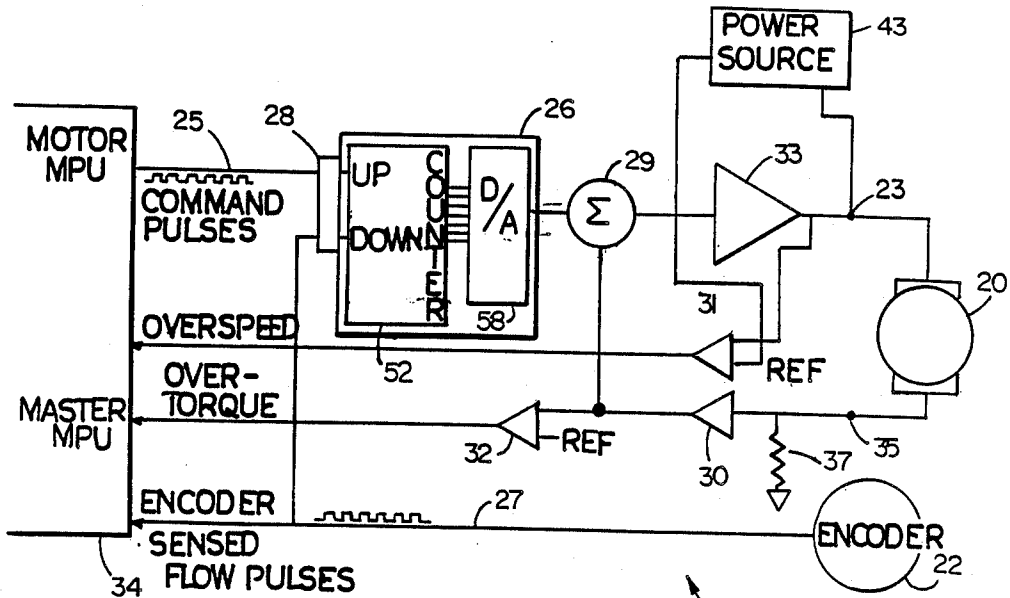 POWER
SOURCE
43
MOTOR
MPU
25
28
26
29
33
23
COMMAND
PULSES
UP
DOWN
COUNTER
D/A
Σ
20
58
31
OVERSPEED
52
REF
OVER-
TORQUE
MASTER
MPU
32
REF
30
37
35
ENCODER
SENSED
FLOW PULSES
27
ENCODER
22
34